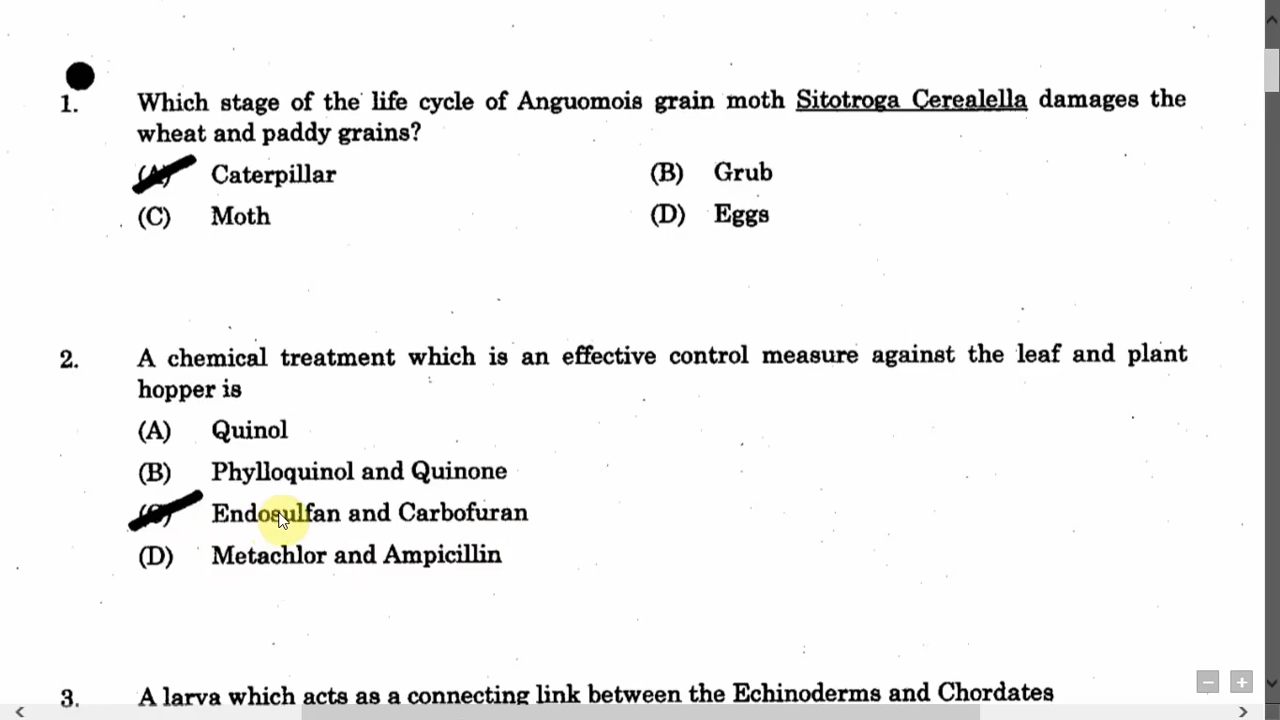 1. Which stage of the life cycle of Anguomois grain moth Sitotroga Cerealella damages the
wheat and paddy grains?
(A) Caterpillar (B) Grub
(C) Moth (D) Eggs
2. A chemical treatment which is an effective control measure against the leaf and plant
hopper is
(A) Quinol
(B) Phylloquinol and Quinone
(C) Endosulfan and Carbofuran
(D) Metachlor and Ampicillin
3. A larva which acts as a connecting link between the Echinoderms and Chordates